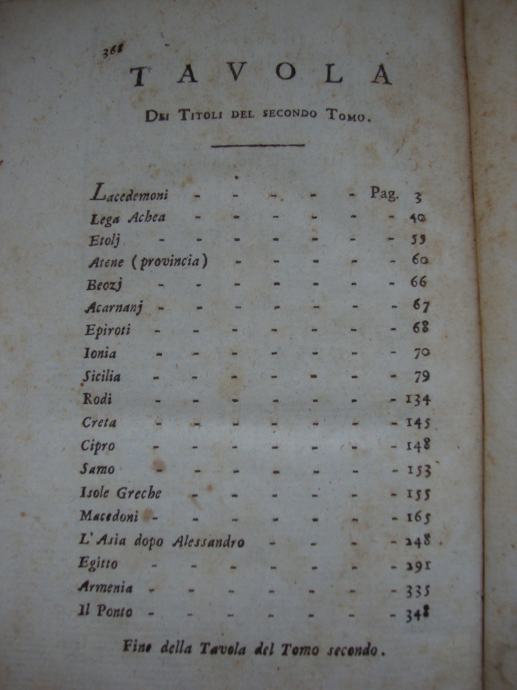 368
TAVOLA
DEI TITOLI DEL SECONDO TOMO.
Lacedemoni - - - - - Pag. 3
Lega Achea - - - - - - 40
Etolj - - - - - - - 59
Atene (provincia) - - - - - 60
Beozj - - - - - - - 66
Acarnanj - - - - - - - 67
Epiroti - - - - - - - 68
Ionia - - - - - - - 70
Sicilia - - - - - - - 79
Rodi - - - - - - - 134
Creta - - - - - - - 145
Cipro - - - - - - - 148
Samo - - - - - - - 153
Isole Greche - - - - - - 155
Macedoni - - - - - - - 165
L'Asia dopo Alessandro - - - - 248
Egitto - - - - - - - 291
Armenia - - - - - - - 335
Il Ponto - - - - - - - 348
Fine della Tavola del Tomo secondo.